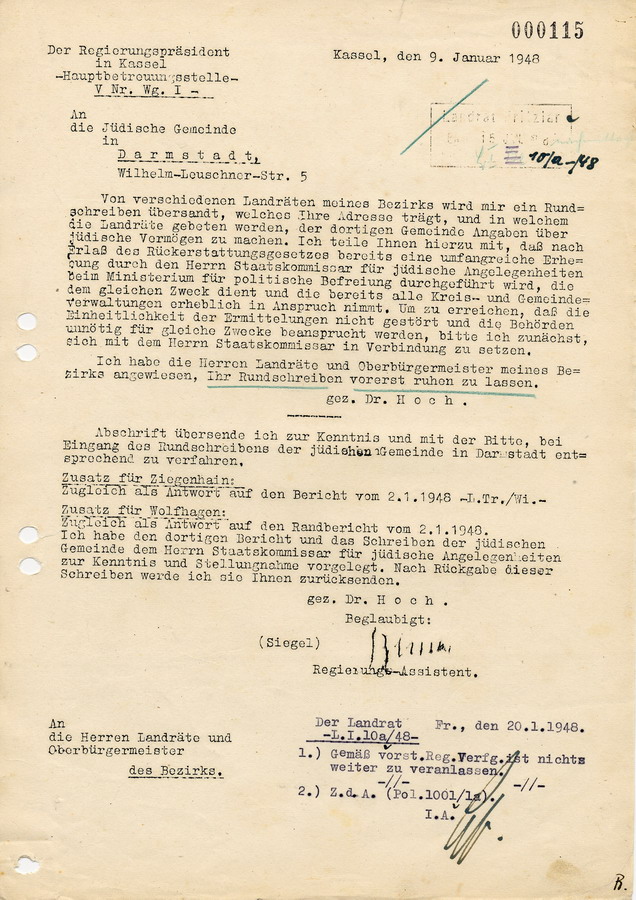 000115
Der Regierungspräsident
in Kassel
-Hauptbetreuungsstelle-
V Nr. Wg. I -
Kassel, den 9. Januar 1948
An
die Jüdische Gemeinde
in
Darmstadt,
Wilhelm-Leuschner-Str. 5
Landrat
10/a-/48
Von verschiedenen Landräten meines Bezirks wird mir ein Rund=
schreiben übersandt, welches Ihre Adresse trägt, und in welchem
die Landräte gebeten werden, der dortigen Gemeinde Angaben über
jüdische Vermögen zu machen. Ich teile Ihnen hierzu mit, daß nach
Erlaß des Rückerstattungsgesetzes bereits eine umfangreiche Erhe=
bung durch den Herrn Staatskommissar für jüdische Angelegenheiten
beim Ministerium für politische Befreiung durchgeführt wird, die
dem gleichen Zweck dient und die bereits alle Kreis- und Gemeinde=
verwaltungen erheblich in Anspruch nimmt. Um zu erreichen, daß die
Einheitlichkeit der Ermittelungen nicht gestört und die Behörden
unnötig für gleiche Zwecke beansprucht werden, bitte ich zunächst,
sich mit dem Herrn Staatskommissar in Verbindung zu setzen.
Ich habe die Herren Landräte und Oberbürgermeister meines Be=
zirks angewiesen, Ihr Rundschreiben vorerst ruhen zu lassen.
gez. Dr. H o c h .
Abschrift übersende ich zur Kenntnis und mit der Bitte, bei
Eingang des Rundschreibens der jüdischen Gemeinde in Darmstadt ent=
sprechend zu verfahren.
Zusatz für Ziegenhain:
Zugleich als Antwort auf den Bericht vom 2.1.1948 -L.Tr./Wi.-
Zusatz für Wolfhagen:
Zugleich als Antwort auf den Randbericht vom 2.1.1948.
Ich habe den dortigen Bericht und das Schreiben der jüdischen
Gemeinde dem Herrn Staatskommissar für jüdische Angelegenheiten
zur Kenntnis und Stellungnahme vorgelegt. Nach Rückgabe dieser
Schreiben werde ich sie Ihnen zurücksenden.
gez. Dr. H o c h .
Beglaubigt:
(Siegel)
Regierungs-Assistent.
An
die Herren Landräte und
Oberbürgermeister
des Bezirks.
Der Landrat Fr., den 20.1.1948.
-L.I.10a/48-
1.) Gemäß vorst.Reg.Verfg.ist nichts
weiter zu veranlassen.
-//- -//-
2.) Z.d.A. (Pol.1001/1a).
I.A.
R.